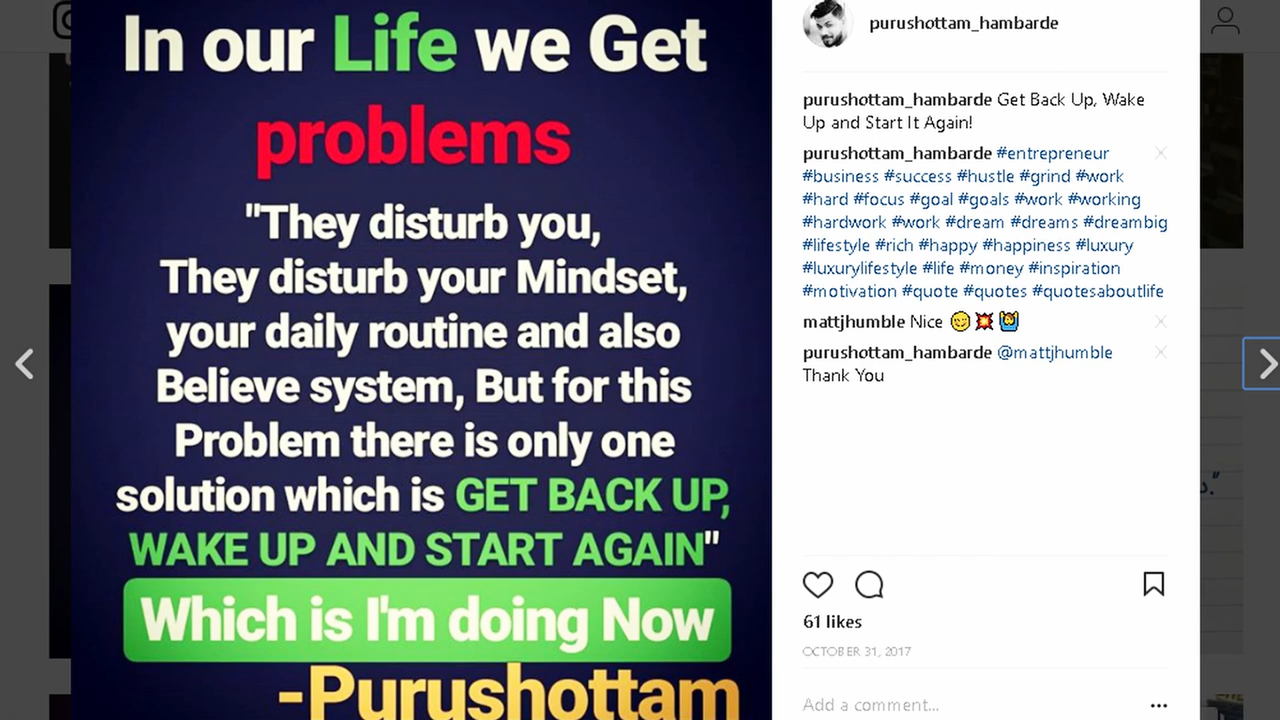 In our Life we Get
problems
"They disturb you,
They disturb your Mindset,
your daily routine and also
Believe system, But for this
Problem there is only one
solution which is GET BACK UP,
WAKE UP AND START AGAIN"
Which is I'm doing Now
-Purushottam
purushottam_hambarde
purushottam_hambarde Get Back Up, Wake
Up and Start It Again!
purushottam_hambarde #entrepreneur
#business #success #hustle #grind #work
#hard #focus #goal #goals #work #working
#hardwork #work #dream #dreams #dreambig
#lifestyle #rich #happy #happiness #luxury
#luxurylifestyle #life #money #inspiration
#motivation #quote #quotes #quotesaboutlife
mattjhumble Nice 😊💥🙆
purushottam_hambarde @mattjhumble
Thank You
61 likes
OCTOBER 31, 2017
Add a comment...